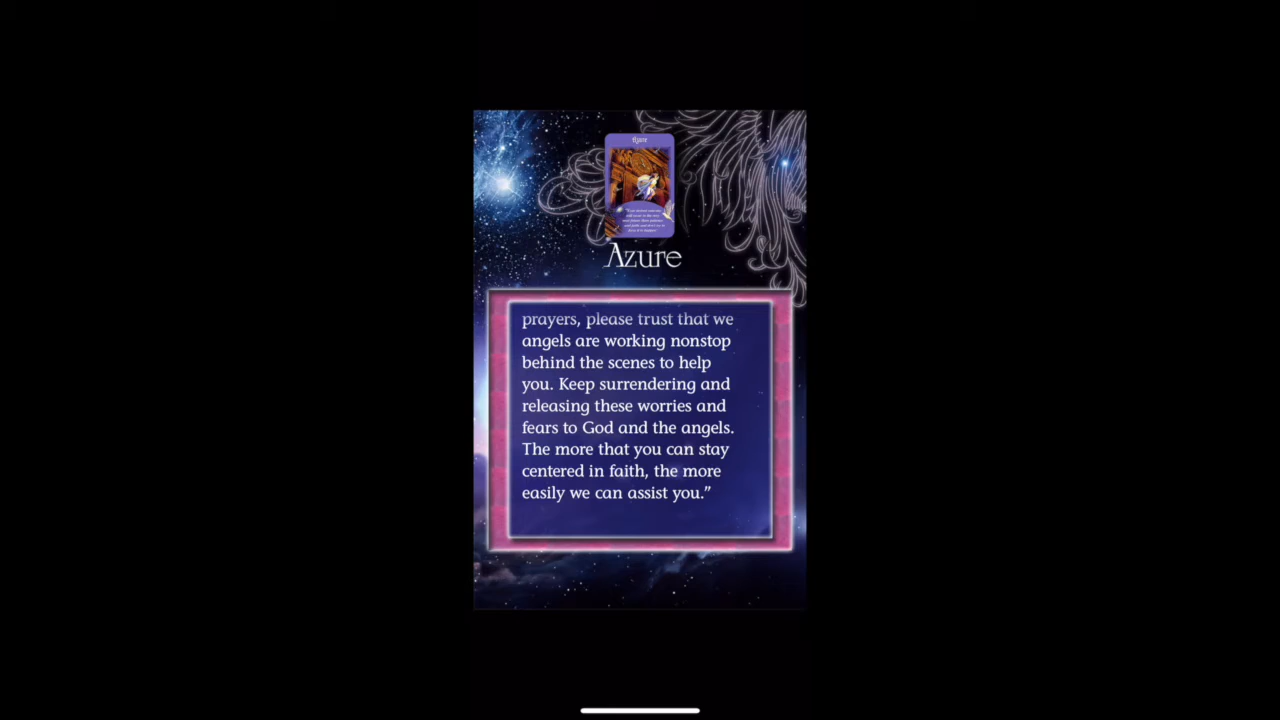 Azure
Azure
prayers, please trust that we
angels are working nonstop
behind the scenes to help
you. Keep surrendering and
releasing these worries and
fears to God and the angels.
The more that you can stay
centered in faith, the more
easily we can assist you.”